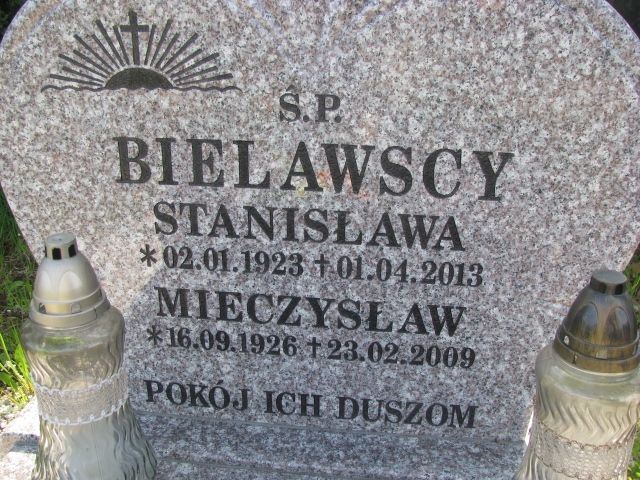 Ś.P.
BIELAWSCY
STANISŁAWA
*02.01.1923 †01.04.2013
MIECZYSŁAW
*16.09.1926 †23.02.2009
POKÓJ ICH DUSZOM